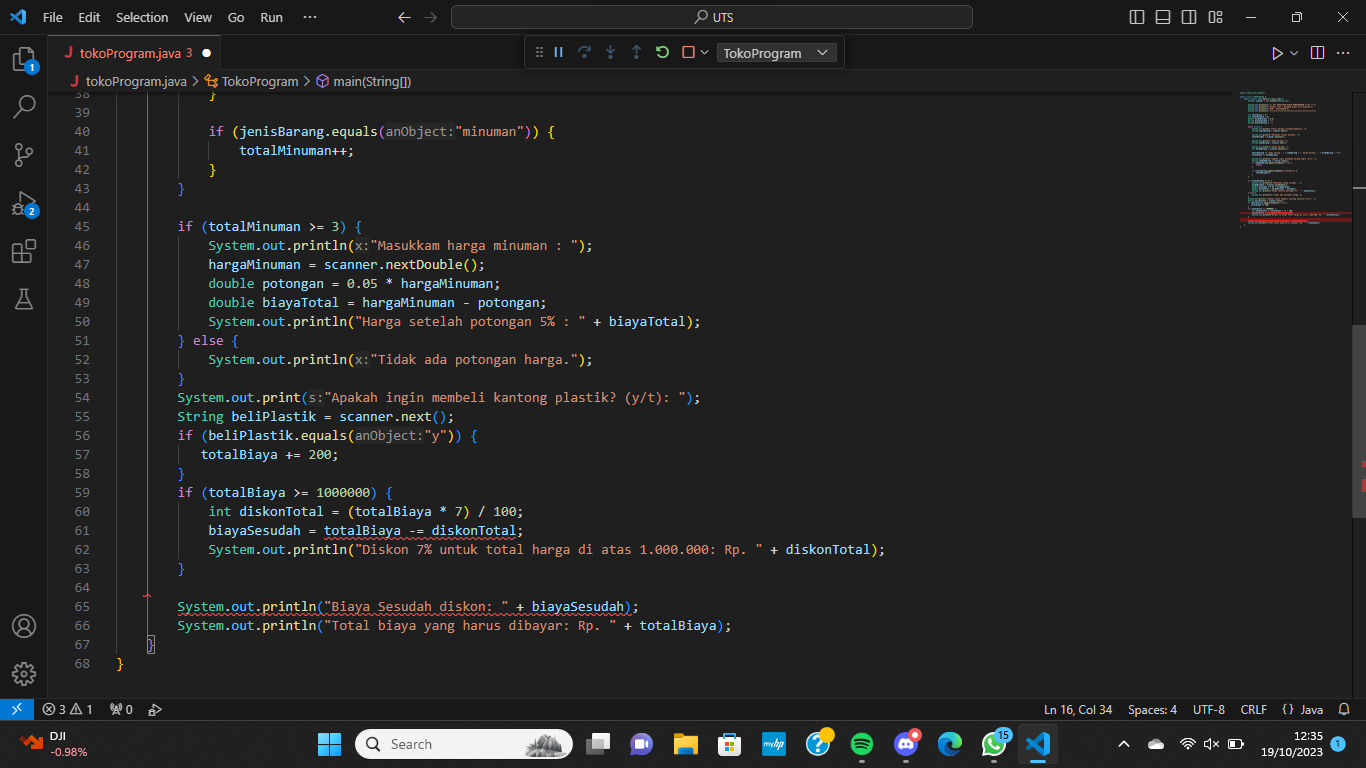 File Edit Selection View Go Run ··· UTS
tokoProgram.java 3 TokoProgram
tokoProgram.java > TokoProgram > main(String[])
38 }
39
40 if (jenisBarang.equals(anObject:"minuman")) {
41 totalMinuman++;
42 }
43 }
44
45 if (totalMinuman >= 3) {
46 System.out.println(x:"Masukkam harga minuman : ");
47 hargaMinuman = scanner.nextDouble();
48 double potongan = 0.05 * hargaMinuman;
49 double biayaTotal = hargaMinuman - potongan;
50 System.out.println("Harga setelah potongan 5% : " + biayaTotal);
51 } else {
52 System.out.println(x:"Tidak ada potongan harga.");
53 }
54 System.out.print(s:"Apakah ingin membeli kantong plastik? (y/t): ");
55 String beliPlastik = scanner.next();
56 if (beliPlastik.equals(anObject:"y")) {
57 totalBiaya += 200;
58 }
59 if (totalBiaya >= 1000000) {
60 int diskonTotal = (totalBiaya * 7) / 100;
61 biayaSesudah = totalBiaya -= diskonTotal;
62 System.out.println("Diskon 7% untuk total harga di atas 1.000.000: Rp. " + diskonTotal);
63 }
64
65 System.out.println("Biaya Sesudah diskon: " + biayaSesudah);
66 System.out.println("Total biaya yang harus dibayar: Rp. " + totalBiaya);
67 }
68 }
1
2
3 1 0 Ln 16, Col 34 Spaces: 4 UTF-8 CRLF {} Java
DJI
-0.98%
Search
myhp
15
12:35
19/10/2023
1